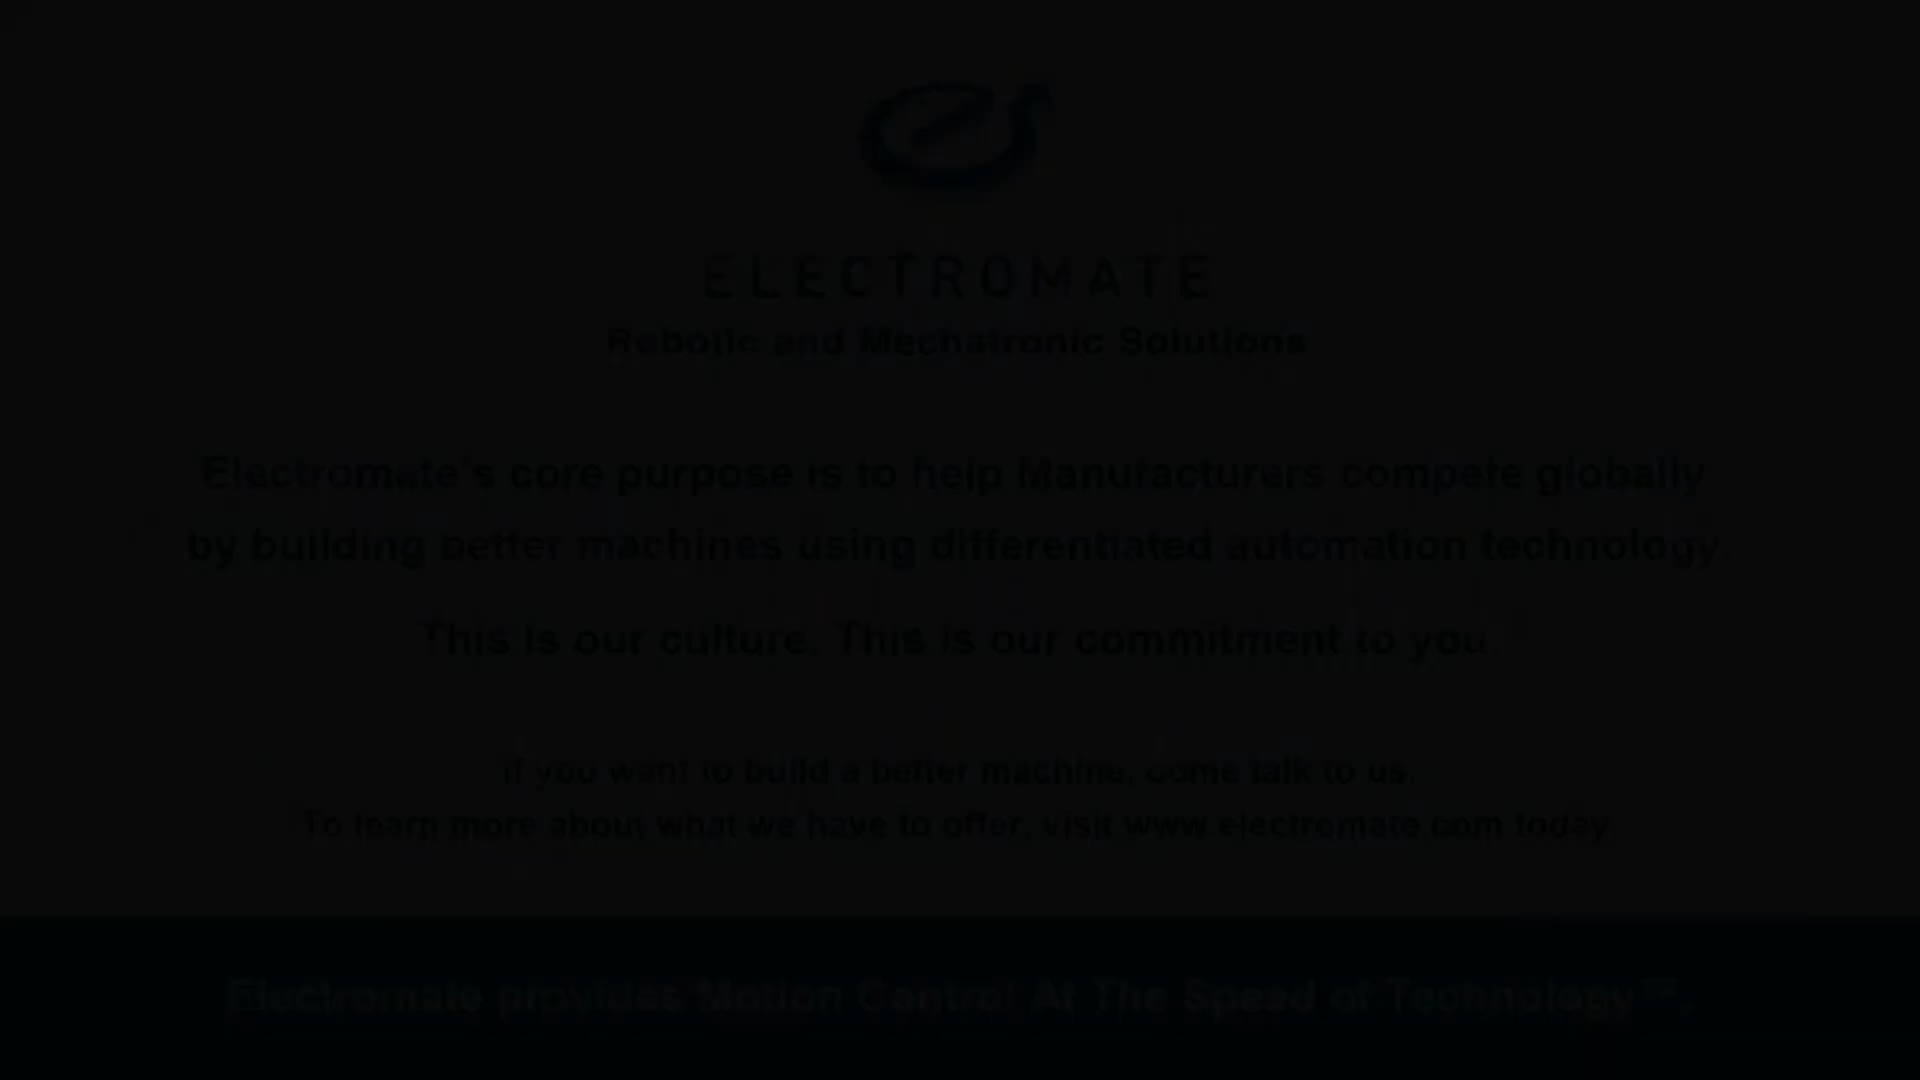 ELECTROMATE
Robotic and Mechatronic Solutions
Electromate's core purpose is to help Manufacturers compete globally
by building better machines using differentiated automation technology.
This is our culture. This is our commitment to you.
If you want to build a better machine, come talk to us.
To learn more about what we have to offer, visit www.electromate.com today.
Electromate provides Motion Control At The Speed of Technology℠.